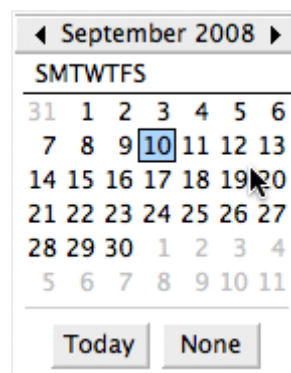 September 2008
SMTWTFS
31 1 2 3 4 5 6
7 8 9 10 11 12 13
14 15 16 17 18 19 20
21 22 23 24 25 26 27
28 29 30 1 2 3 4
5 6 7 8 9 10 11
Today None